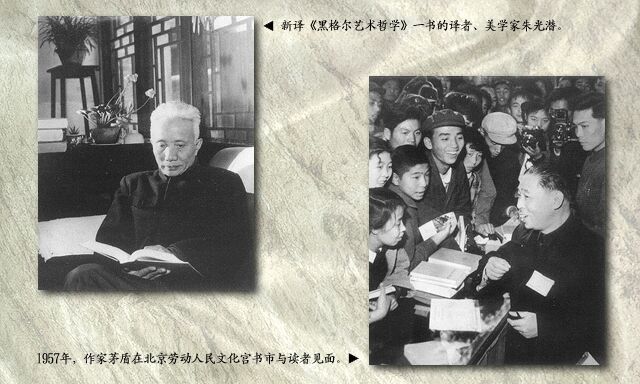 ◀ 新译《黑格尔艺术哲学》一书的译者、美学家朱光潜。
1957年，作家茅盾在北京劳动人民文化宫书市与读者见面。▶